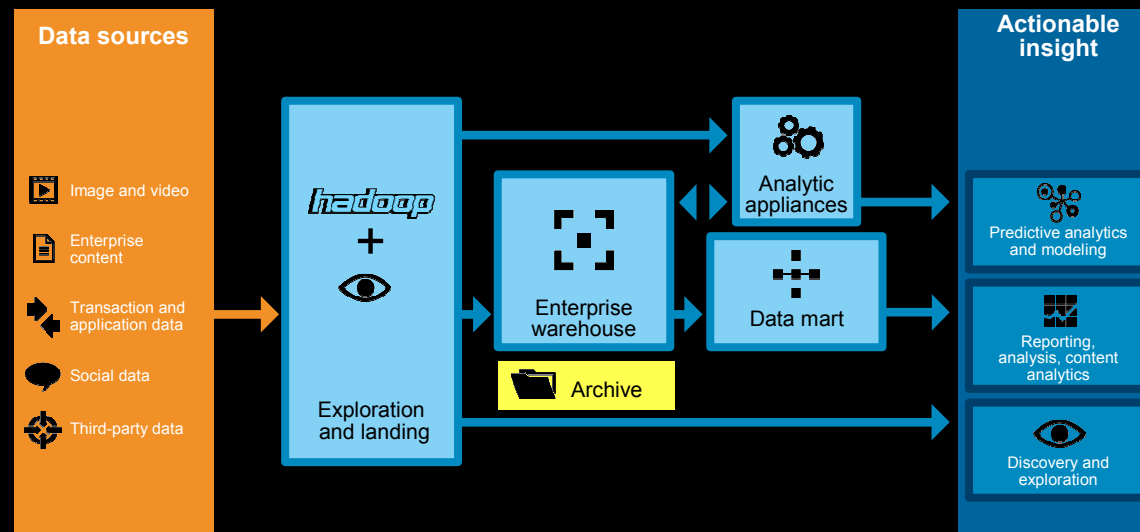 Data sources
Image and video
Enterprise
content
Transaction and
application data
Social data
Third-party data
hadoop
+
Exploration
and landing
Enterprise
warehouse
Archive
Analytic
appliances
Data mart
Actionable
insight
Predictive analytics
and modeling
Reporting,
analysis, content
analytics
Discovery and
exploration